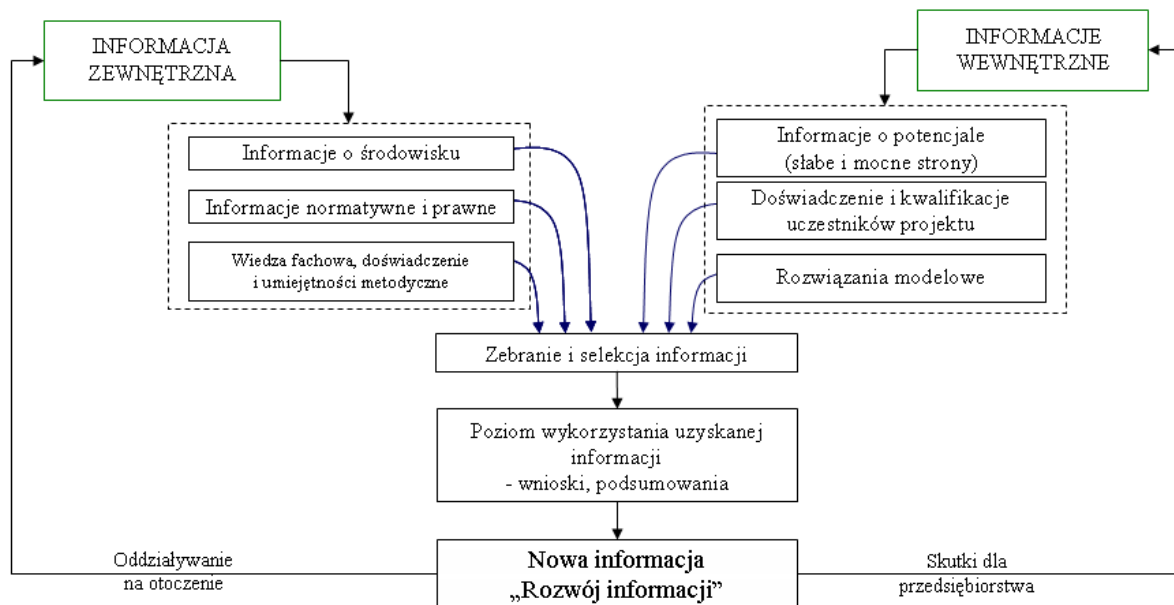 INFORMACJA
ZEWNĘTRZNA
INFORMACJE
WEWNĘTRZNE
Informacje o środowisku
Informacje normatywne i prawne
Wiedza fachowa, doświadczenie
i umiejętności metodyczne
Informacje o potencjale
(słabe i mocne strony)
Doświadczenie i kwalifikacje
uczestników projektu
Rozwiązania modelowe
Zebranie i selekcja informacji
Poziom wykorzystania uzyskanej
informacji
- wnioski, podsumowania
Oddziaływanie
na otoczenie
Nowa informacja
„Rozwój informacji”
Skutki dla
przedsiębiorstwa